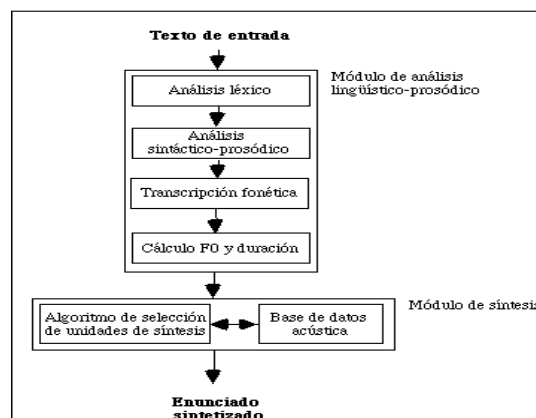 Texto de entrada
Módulo de análisis
lingüístico-prosódico
Análisis léxico
Análisis
sintáctico-prosódico
Transcripción fonética
Cálculo F0 y duración
Módulo de síntesis
Algoritmo de selección
de unidades de síntesis
Base de datos
acústica
Enunciado
sintetizado